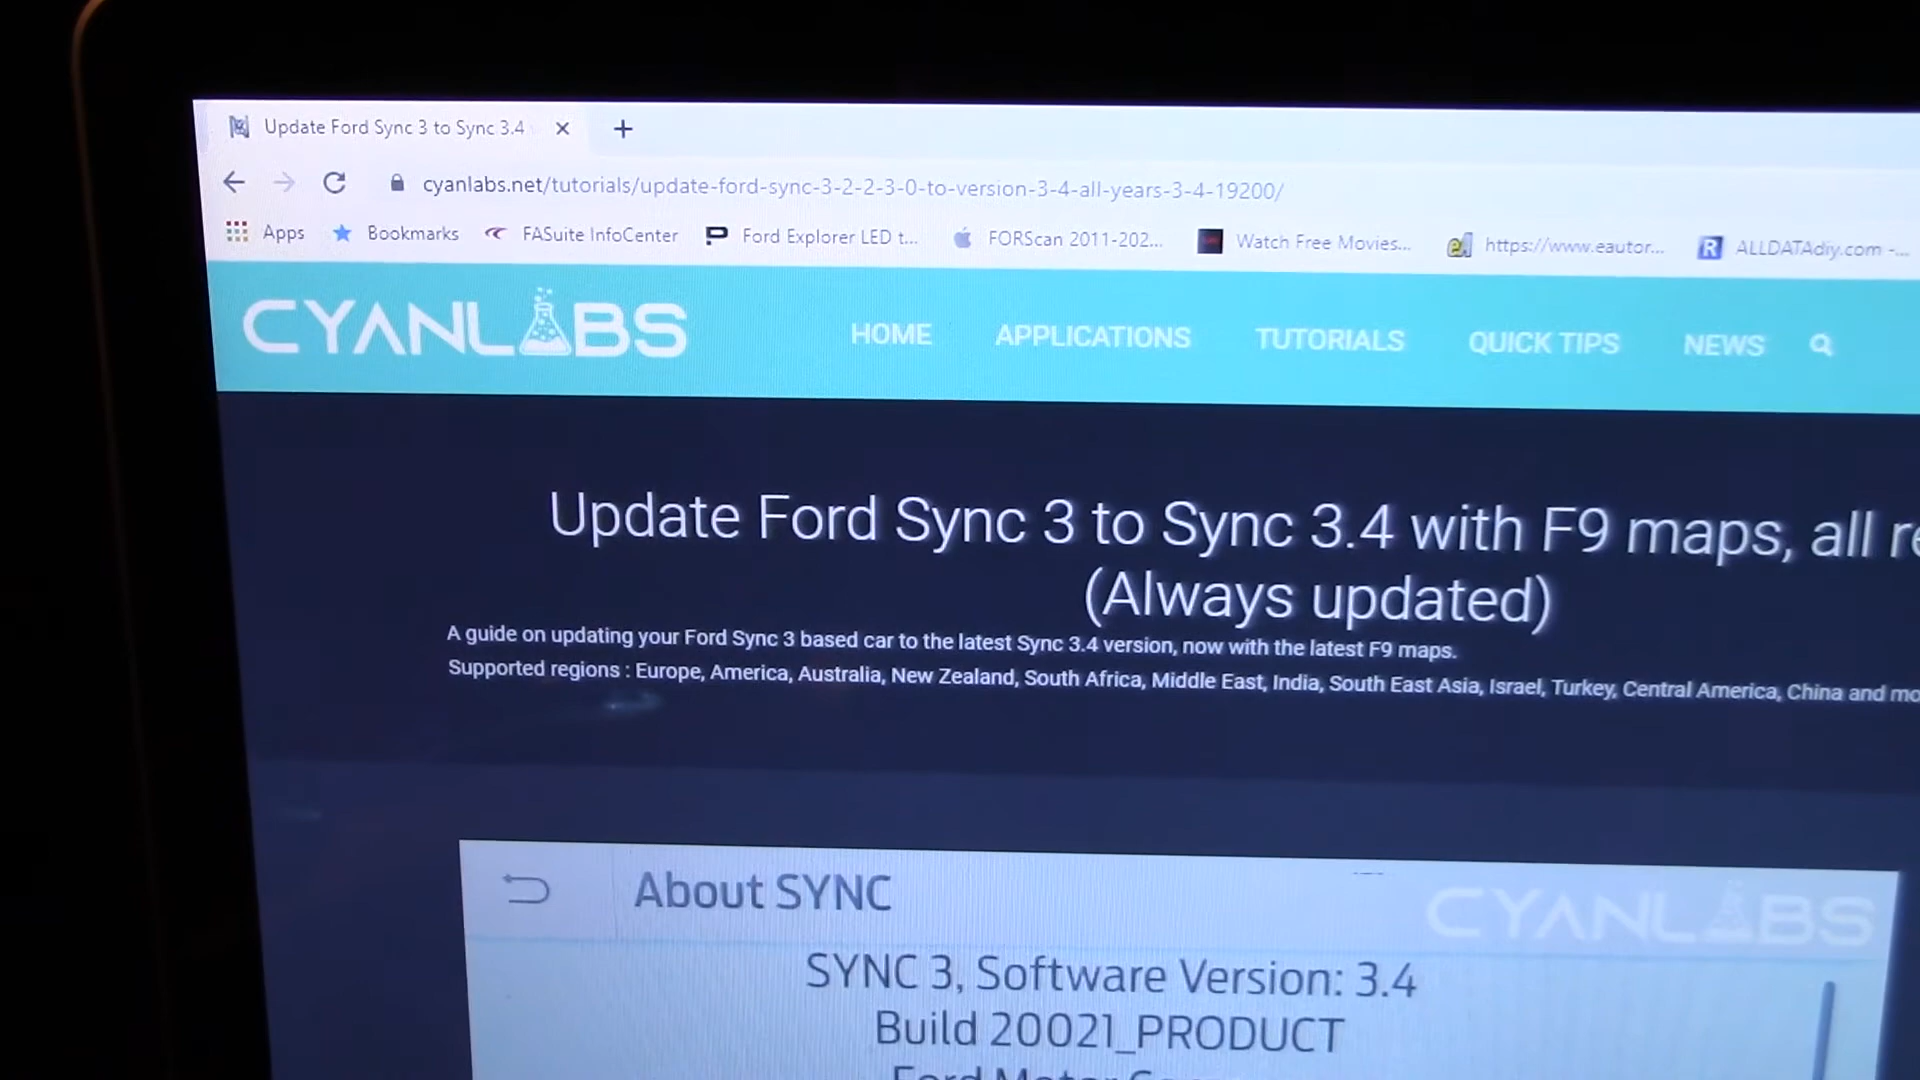 Update Ford Sync 3 to Sync 3.4
cyanlabs.net/tutorials/update-ford-sync-3-2-2-3-0-to-version-3-4-all-years-3-4-19200/
Apps Bookmarks FASuite InfoCenter Ford Explorer LED t... FORScan 2011-202... Watch Free Movies... https://www.eautor... ALLDATAdiy.com -...
CYANLABS HOME APPLICATIONS TUTORIALS QUICK TIPS NEWS
Update Ford Sync 3 to Sync 3.4 with F9 maps, all
(Always updated)
A guide on updating your Ford Sync 3 based car to the latest Sync 3.4 version, now with the latest F9 maps.
Supported regions : Europe, America, Australia, New Zealand, South Africa, Middle East, India, South East Asia, Israel, Turkey, Central America, China and
About SYNC CYANLABS
SYNC 3, Software Version: 3.4
Build 20021_PRODUCT